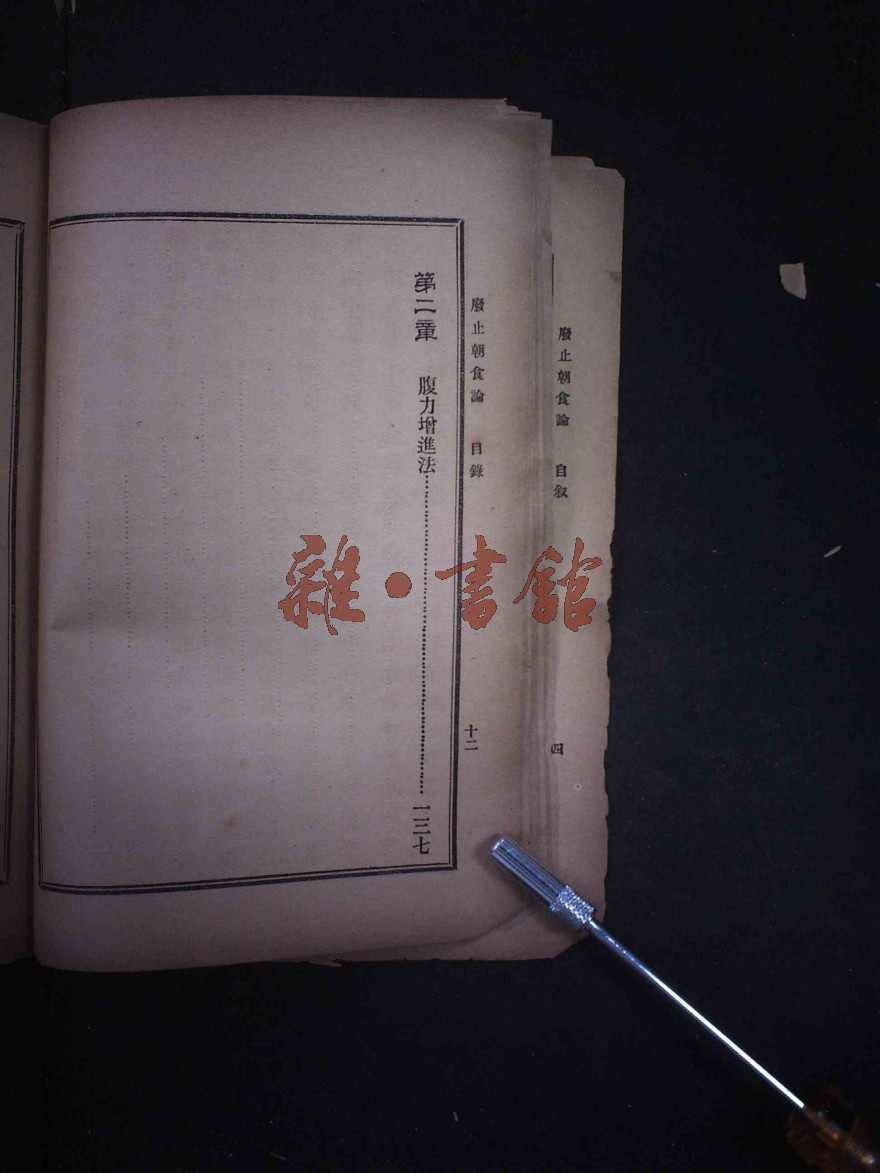 廢止朝食論 自叙
四
廢止朝食論 目錄
十二
第二章 腹力增進法……一三七
雜·書館